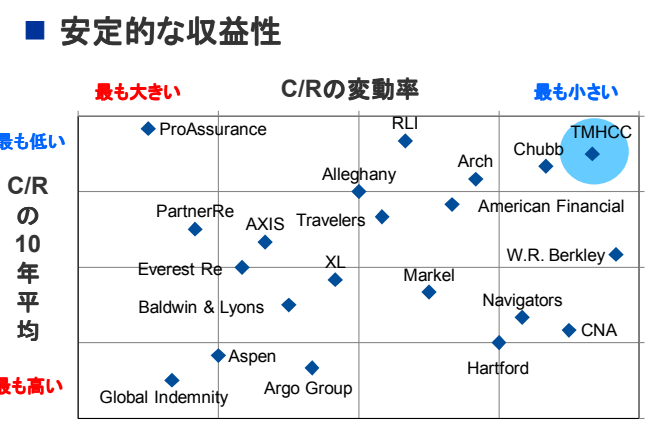 ■ 安定的な収益性
最も大きい
C/Rの変動率
最も小さい
最も低い
C/R
の
10
年
平
均
最も高い
ProAssurance
RLI
TMHCC
Chubb
Arch
Alleghany
American Financial
PartnerRe
AXIS
Travelers
W.R. Berkley
Everest Re
XL
Markel
Baldwin & Lyons
Navigators
CNA
Hartford
Aspen
Argo Group
Global Indemnity